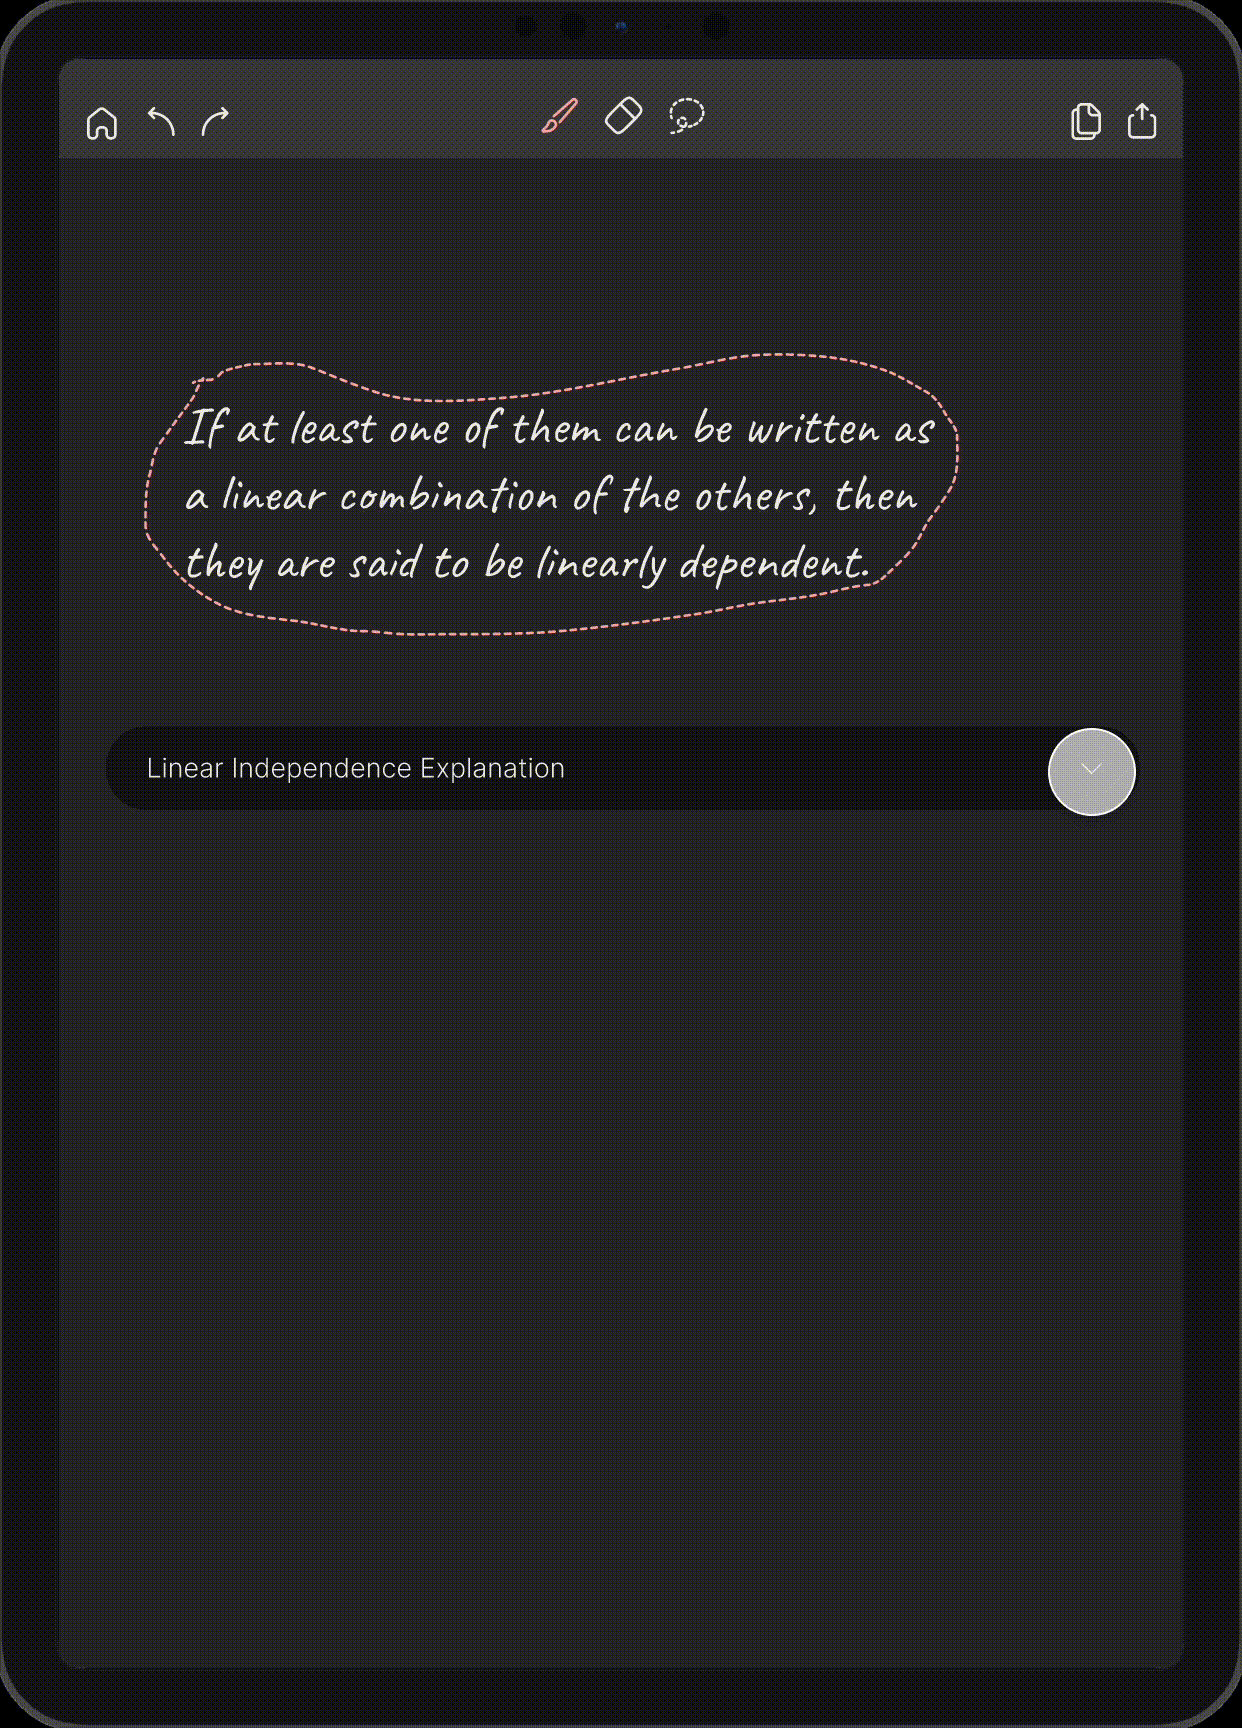 If at least one of them can be written as
a linear combination of the others, then
they are said to be linearly dependent.
Linear Independence Explanation